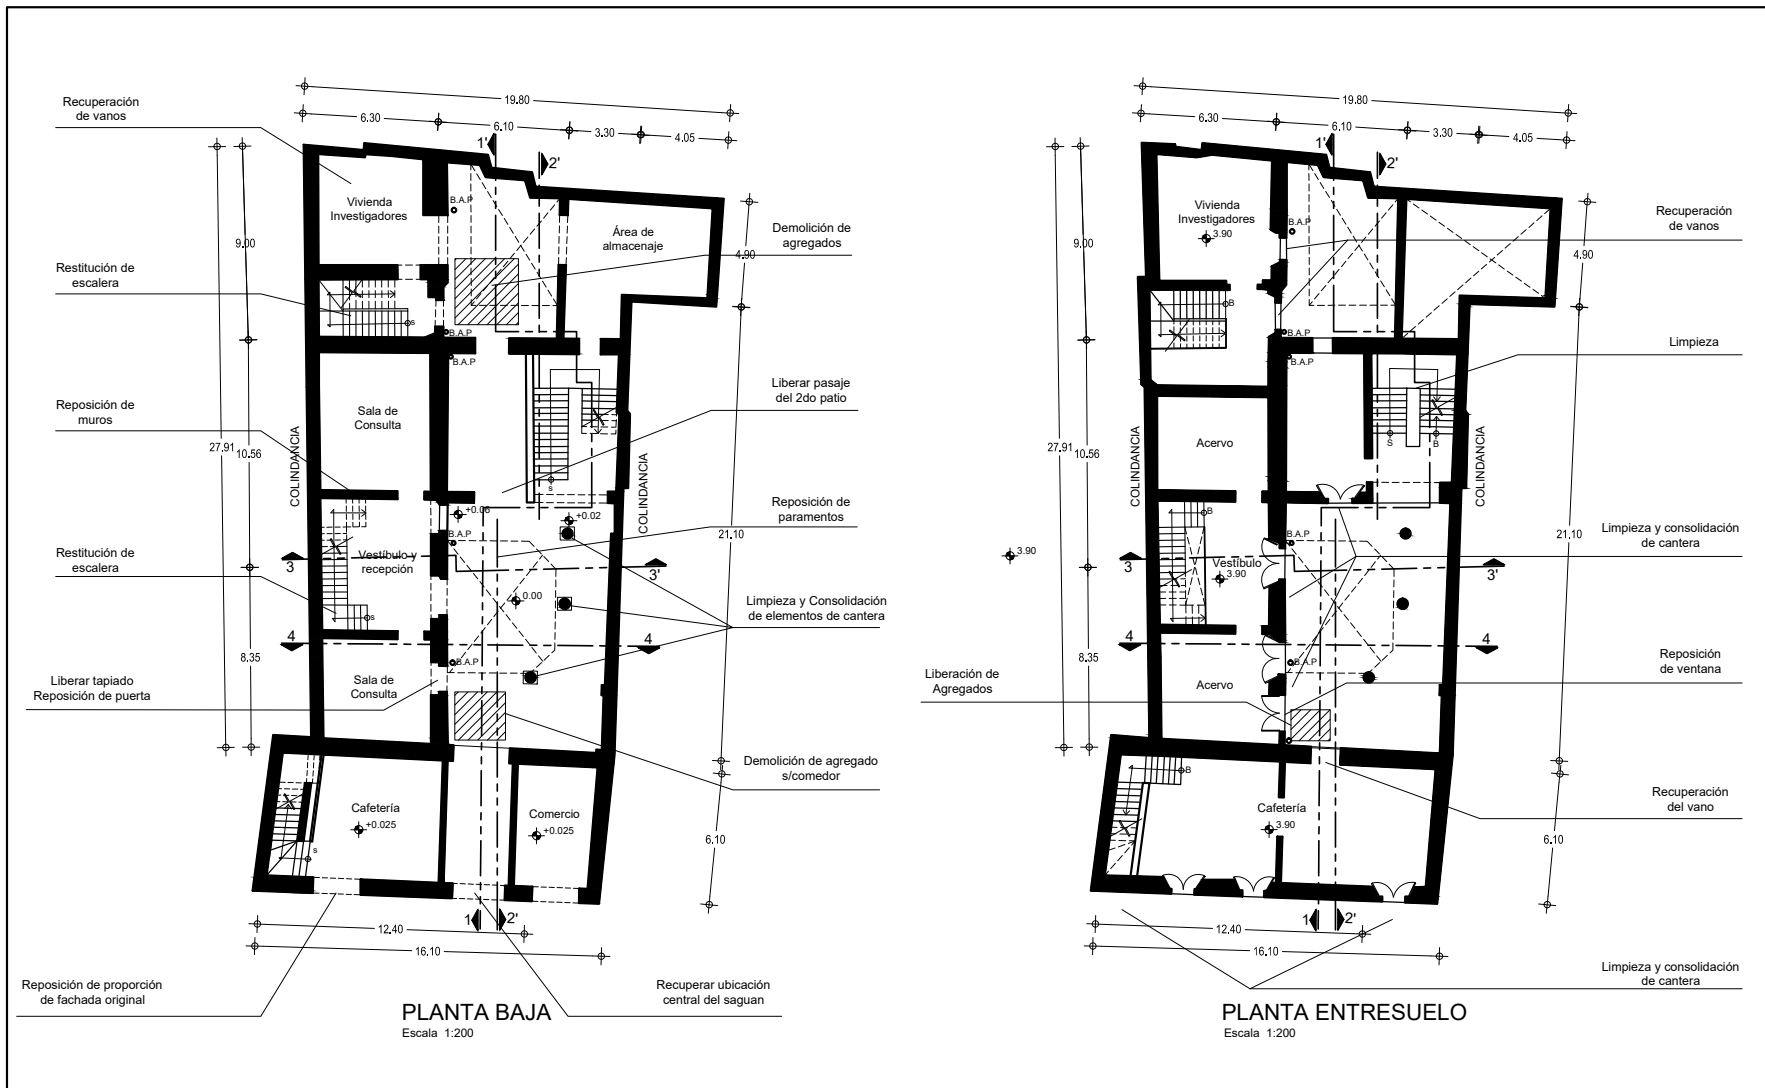 19.80
6.30
6.10
3.30
4.05
1'
2'
Recuperación
de vanos
Vivienda
Investigadores
B.A.P
Área de
almacenaje
Demolición de
agregados
9.00
4.90
Restitución de
escalera
s
B.A.P
B.A.P
Liberar pasaje
del 2do patio
Reposición de
muros
Sala de
Consulta
27.91
10.56
COLINDANCIA
COLINDANCIA
s
+0.06
+0.02
Reposición de
paramentos
21.10
B.A.P
Restitución de
escalera
Vestíbulo y
recepción
3
3'
0.00
Limpieza y Consolidación
de elementos de cantera
s
4
4
8.35
B.A.P
Liberar tapiado
Reposición de puerta
Sala de
Consulta
Demolición de agregado
s/comedor
Cafetería
+0.025
Comercio
+0.025
s
6.10
1
2'
12.40
16.10
Reposición de proporción
de fachada original
Recuperar ubicación
central del saguan
PLANTA BAJA
Escala 1:200
19.80
6.30
6.10
3.30
4.05
1'
2'
Vivienda
Investigadores
3.90
B.A.P
Recuperación
de vanos
9.00
4.90
B
B.A.P
B.A.P
Limpieza
Acervo
S
B
27.91
10.56
COLINDANCIA
COLINDANCIA
B
B.A.P
Limpieza y consolidación
de cantera
21.10
3.90
3
3'
Vestíbulo
3.90
4
4
8.35
B.A.P
Reposición
de ventana
Liberación de
Agregados
Acervo
B
Recuperación
del vano
Cafetería
3.90
6.10
1
2'
12.40
16.10
Limpieza y consolidación
de cantera
PLANTA ENTRESUELO
Escala 1:200